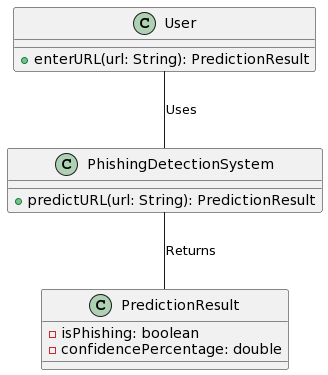 C User
+ enterURL(url: String): PredictionResult
Uses
C PhishingDetectionSystem
predictURL(url: String): PredictionResult
Returns
C PredictionResult
isPhishing: boolean
confidencePercentage: double